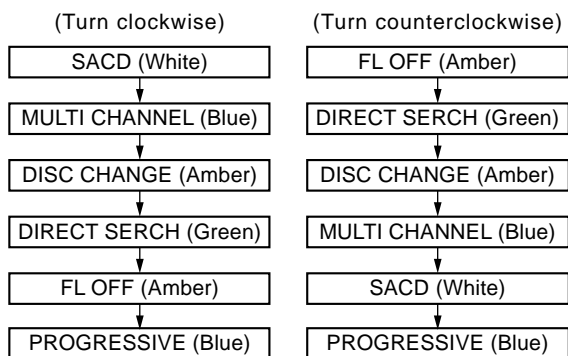 (Turn clockwise)
SACD (White)
MULTI CHANNEL (Blue)
DISC CHANGE (Amber)
DIRECT SERCH (Green)
FL OFF (Amber)
PROGRESSIVE (Blue)
(Turn counterclockwise)
FL OFF (Amber)
DIRECT SERCH (Green)
DISC CHANGE (Amber)
MULTI CHANNEL (Blue)
SACD (White)
PROGRESSIVE (Blue)